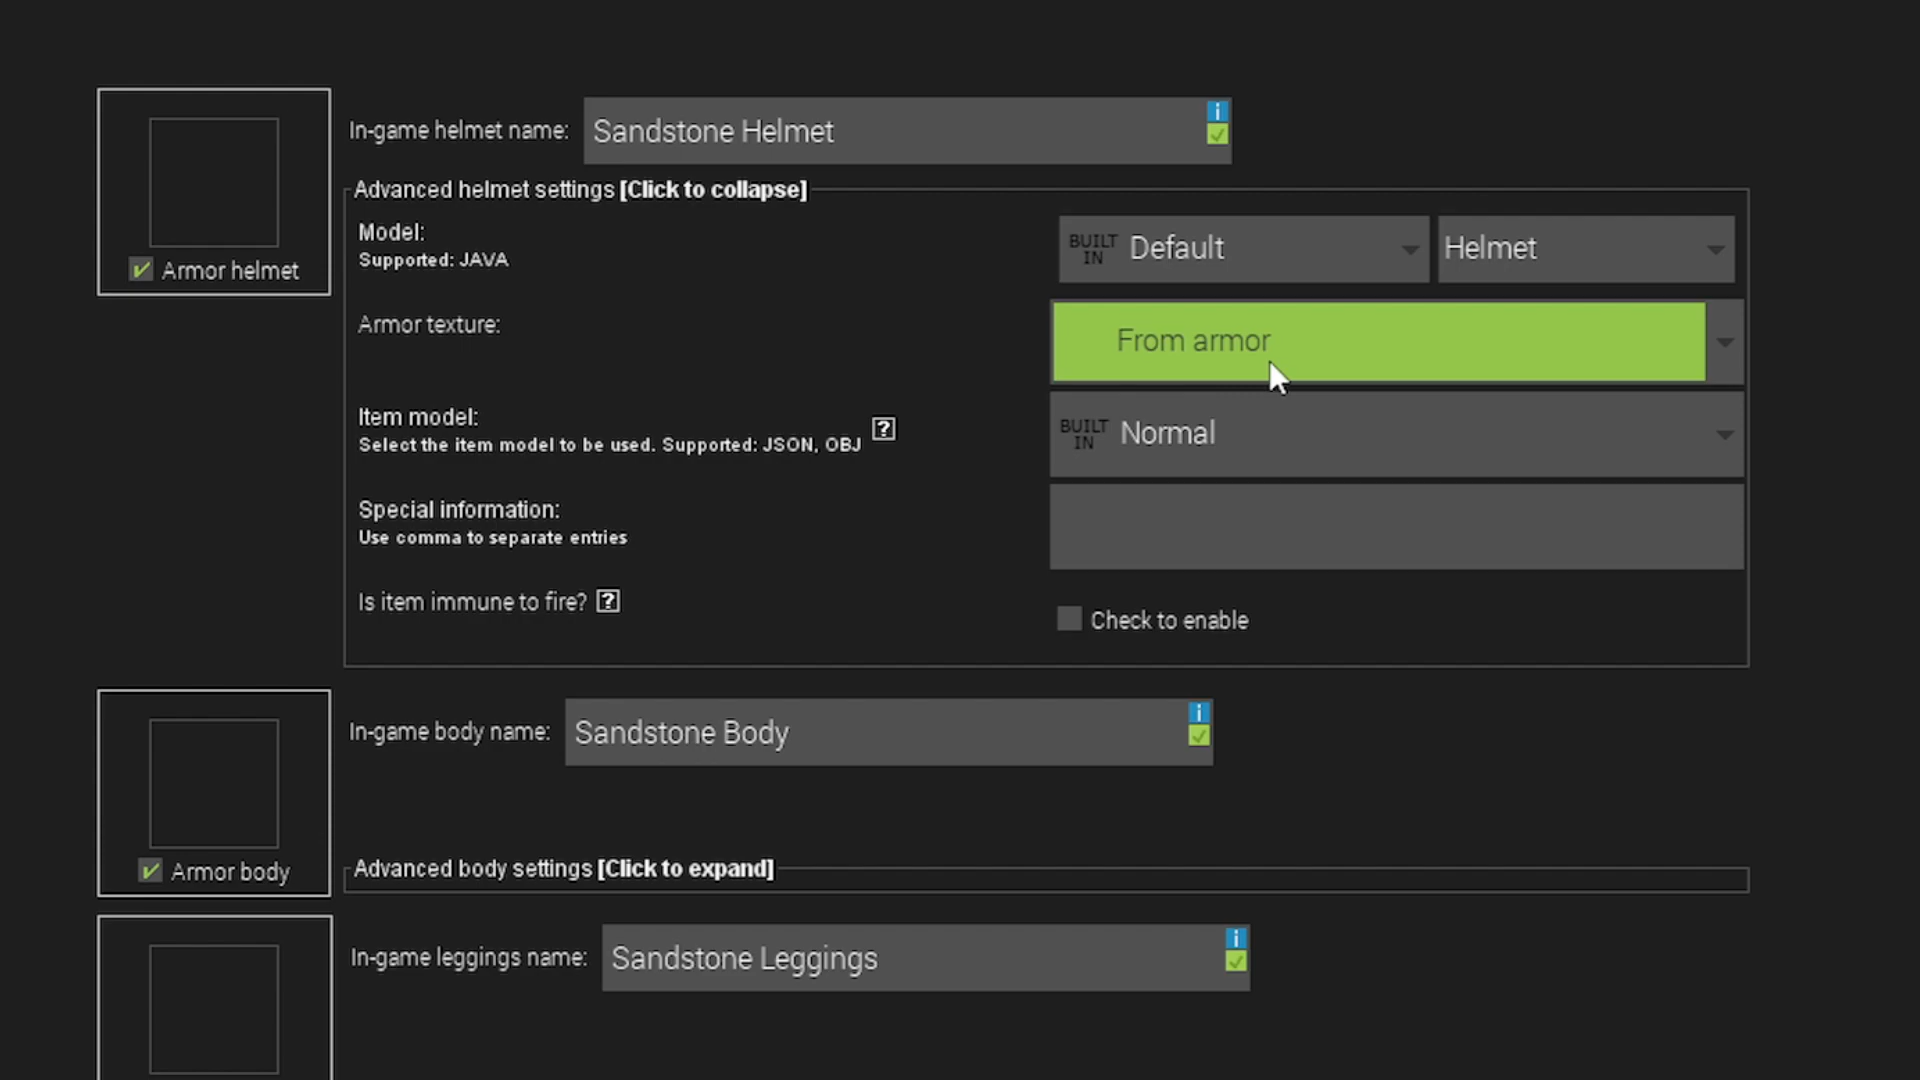 In-game helmet name: Sandstone Helmet
Armor helmet
Advanced helmet settings [Click to collapse]
Model:
Supported: JAVA
BUILT IN Default Helmet
Armor texture: From armor
Item model:
Select the item model to be used. Supported: JSON, OBJ ?
BUILT IN Normal
Special information:
Use comma to separate entries
Is item immune to fire? ? Check to enable
In-game body name: Sandstone Body
Armor body
Advanced body settings [Click to expand]
In-game leggings name: Sandstone Leggings